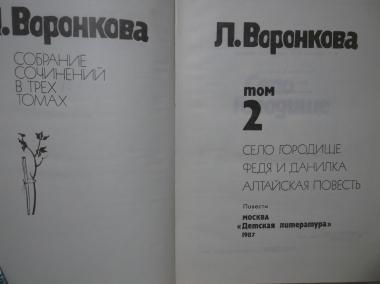 Л.Воронкова
СОБРАНИЕ
СОЧИНЕНИЙ
В ТРЕХ
ТОМАХ
Л.Воронкова
том
2
СЕЛО ГОРОДИЩЕ
ФЕДЯ И ДАНИЛКА
АЛТАЙСКАЯ ПОВЕСТЬ
Повести
МОСКВА
«Детская литература»
1987